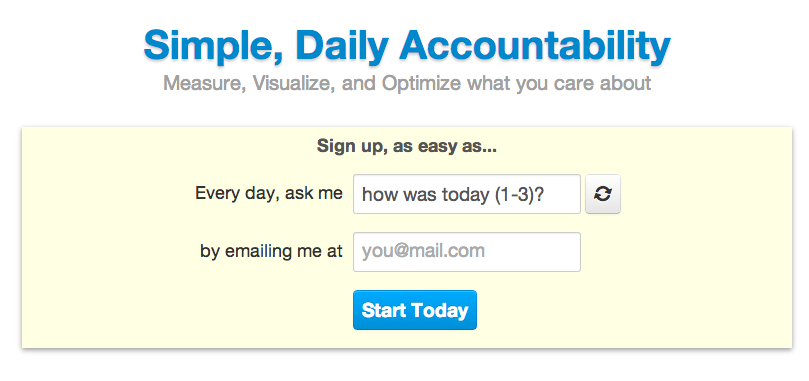 Simple, Daily Accountability
Measure, Visualize, and Optimize what you care about
Sign up, as easy as...
Every day, ask me how was today (1-3)?
by emailing me at you@mail.com
Start Today